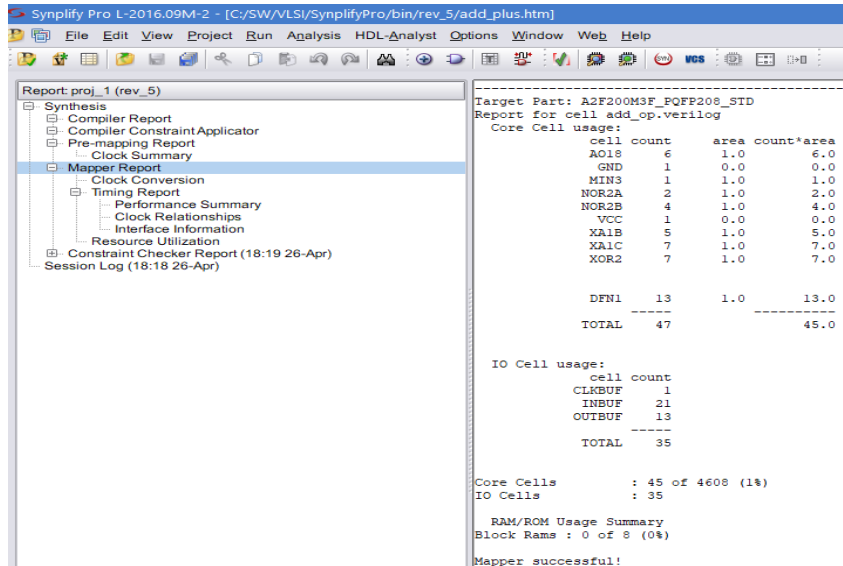 Synplify Pro L-2016.09M-2 - [C:/SW/VLSI/SynplifyPro/bin/rev_5/add_plus.htm]
File Edit View Project Run Analysis HDL-Analyst Options Window Web Help
SYN VCS
Report: proj_1 (rev_5)
Synthesis
Compiler Report
Compiler Constraint Applicator
Pre-mapping Report
Clock Summary
Mapper Report
Clock Conversion
Timing Report
Performance Summary
Clock Relationships
Interface Information
Resource Utilization
Constraint Checker Report (18:19 26-Apr)
Session Log (18:18 26-Apr)
Target Part: A2F200M3F_PQFP208_STD
Report for cell add_op.verilog
Core Cell usage:
cell count area count*area
AO18 6 1.0 6.0
GND 1 0.0 0.0
MIN3 1 1.0 1.0
NOR2A 2 1.0 2.0
NOR2B 4 1.0 4.0
VCC 1 0.0 0.0
XA1B 5 1.0 5.0
XA1C 7 1.0 7.0
XOR2 7 1.0 7.0
DFN1 13 1.0 13.0
----- ----------
TOTAL 47 45.0
IO Cell usage:
cell count
CLKBUF 1
INBUF 21
OUTBUF 13
-----
TOTAL 35
Core Cells : 45 of 4608 (1%)
IO Cells : 35
RAM/ROM Usage Summary
Block Rams : 0 of 8 (0%)
Mapper successful!